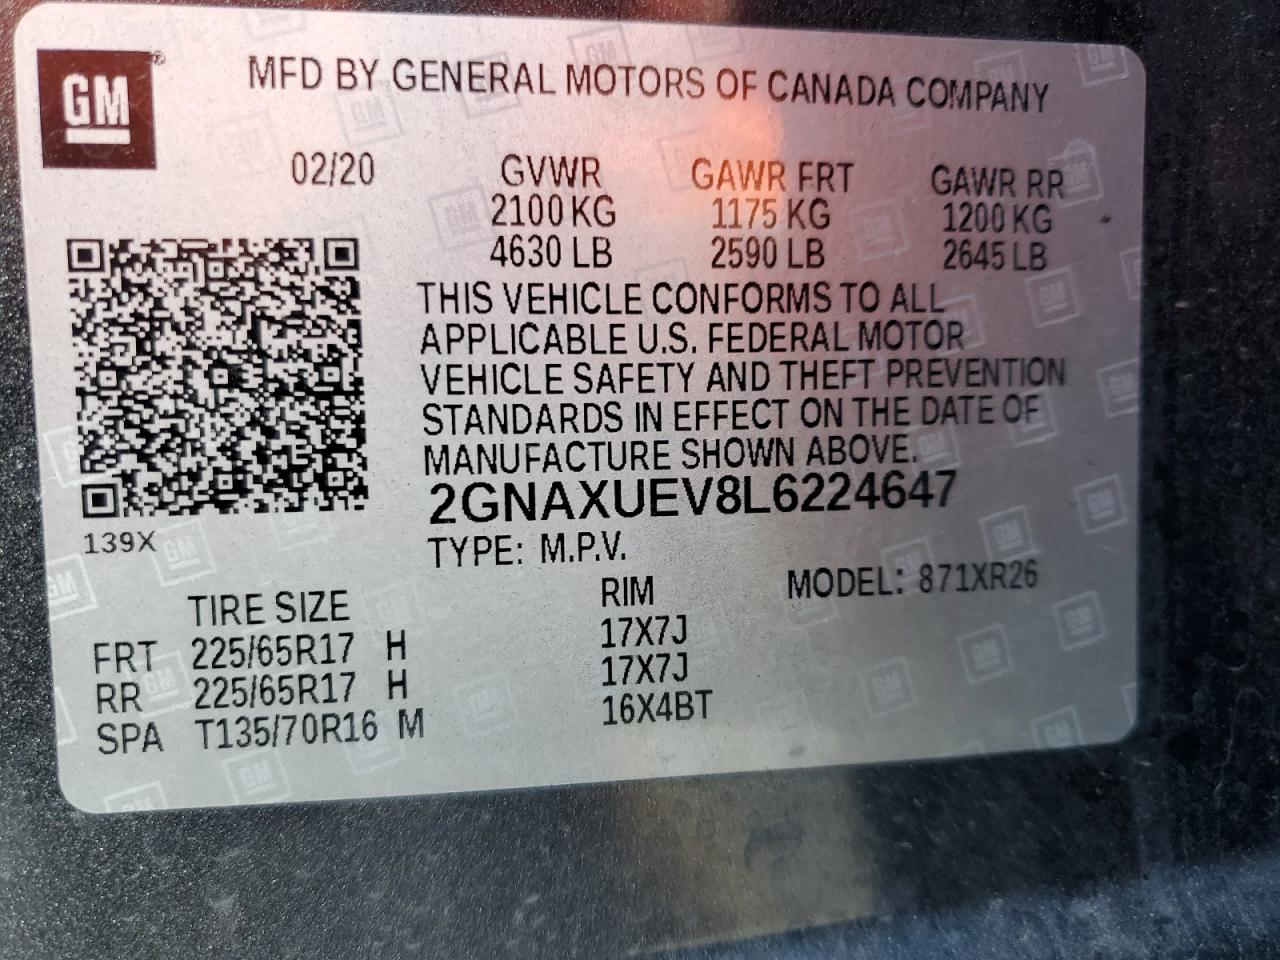 GM®
MFD BY GENERAL MOTORS OF CANADA COMPANY
02/20 GVWR GAWR FRT GAWR RR
2100 KG 1175 KG 1200 KG
4630 LB 2590 LB 2645 LB
THIS VEHICLE CONFORMS TO ALL
APPLICABLE U.S. FEDERAL MOTOR
VEHICLE SAFETY AND THEFT PREVENTION
STANDARDS IN EFFECT ON THE DATE OF
MANUFACTURE SHOWN ABOVE.
2GNAXUEV8L6224647
139X
TYPE: M.P.V.
TIRE SIZE RIM MODEL: 871XR26
FRT 225/65R17 H 17X7J
RR 225/65R17 H 17X7J
SPA T135/70R16 M 16X4BT